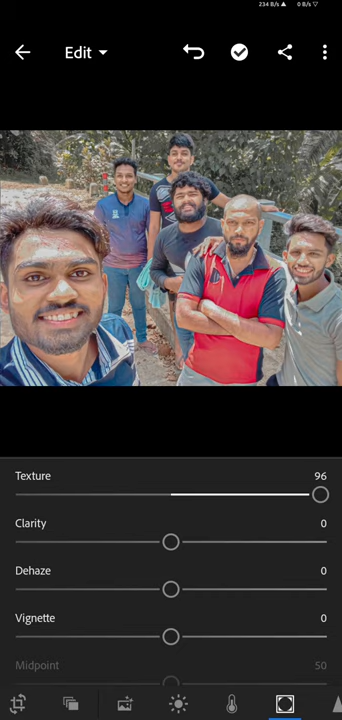 234 B/s ▲ 0 B/s ▽
Edit
Texture 96
Clarity 0
Dehaze 0
Vignette 0
Midpoint 50